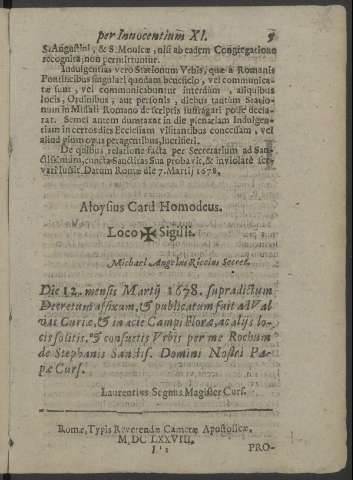 per Innocentium XI. 9
S. Augustini, & S. Monicæ, nisi ab eadem Congregatione
recognita, non permittuntur.
Indulgentias vero Stationum Vrbis, quæ a Romanis
Pontificibus singulari quodam beneficio, vel communica-
tæ sunt, vel communicabuntur interdum, aliquibus
locis, Ordinibus, aut personis, diebus tantum Statio-
num in Missali Romano descriptis suffragari posse decla-
rat. Semel autem dumtaxat in die plenariam Indulgen-
tiam in certos dies Ecclesiam visitantibus concessam, vel
aliud pium opus peragentibus, lucrifieri.
De quibus, relatione facta per Secretarium ad San-
ctissimum, cuncta Sanctitas Sua probavit, & inviolatè ser-
vari iussit. Datum Romæ die 7. Martij 1678.
Aloysius Card Homodeus.
Loco ✠ Sigilli.
Michael Angelus Riccius Secret.
Die 12. mensis Martij 1678. supradictum
Decretum affixum, & publicatum fuit ad Val
vas Curiæ, & in acie Campi Floræ, ac alijs lo-
cis solitis, & consuetis Vrbis per me Rochum
de Stephanis Sanctiss. Domini Nostri Pa-
pæ Curs.
Laurentius Segnus Magister Curs.
Romæ, Typis Reverendæ Cameræ Apostolicæ.
M. DC LXXVIII.
PRO-